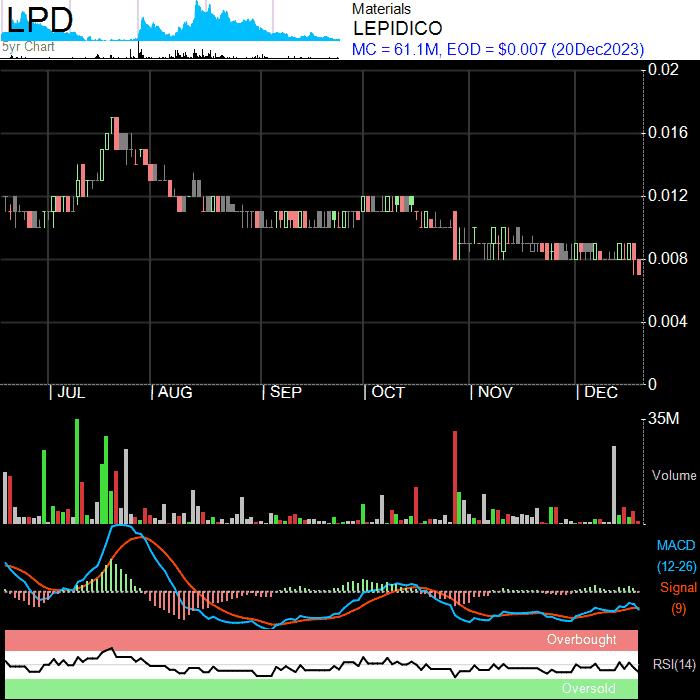 LPD
5yr Chart
Materials
LEPIDICO
MC = 61.1M, EOD = $0.007 (20Dec2023)
0.02
0.016
0.012
0.008
0.004
0
JUL
AUG
SEP
OCT
NOV
DEC
35M
Volume
MACD
(12-26)
Signal
(9)
Overbought
RSI(14)
Oversold